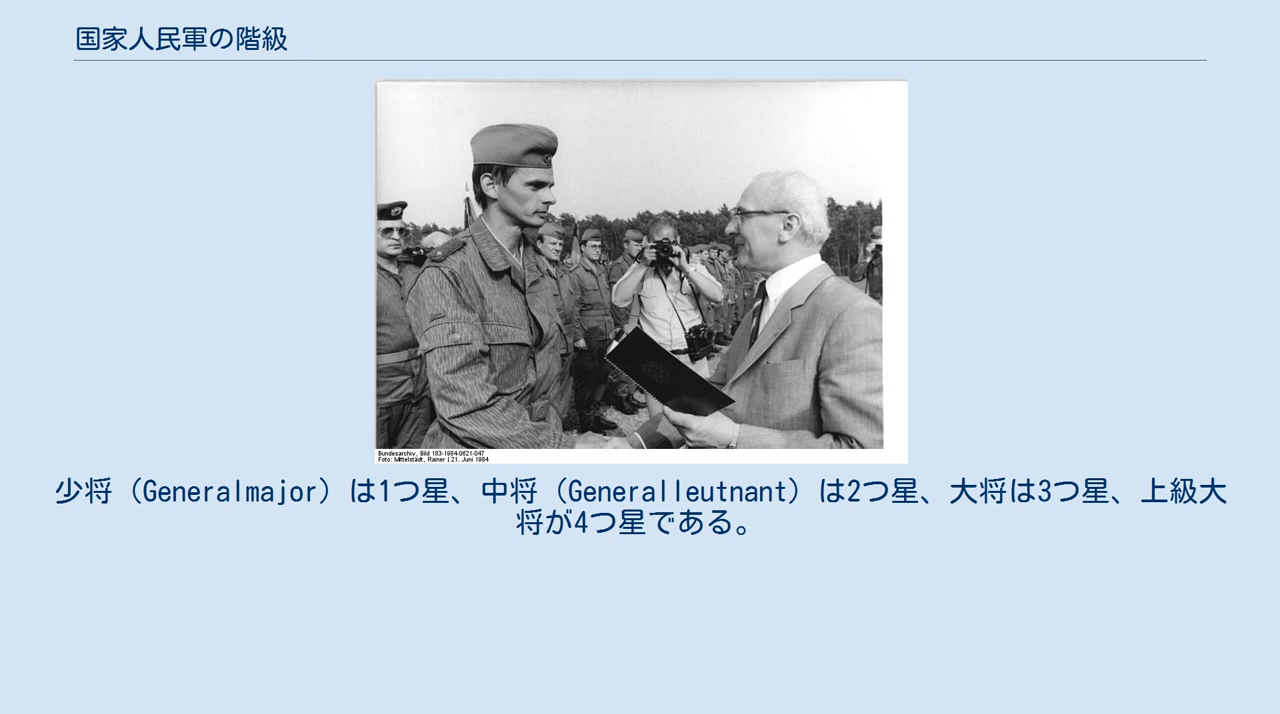 国家人民軍の階級
Bundesarchiv, Bild 183-1984-0621-047
Foto: Mittelstädt, Rainer | 21. Juni 1984
少将（Generalmajor）は1つ星、中将（Generalleutnant）は2つ星、大将は3つ星、上級大
将が4つ星である。